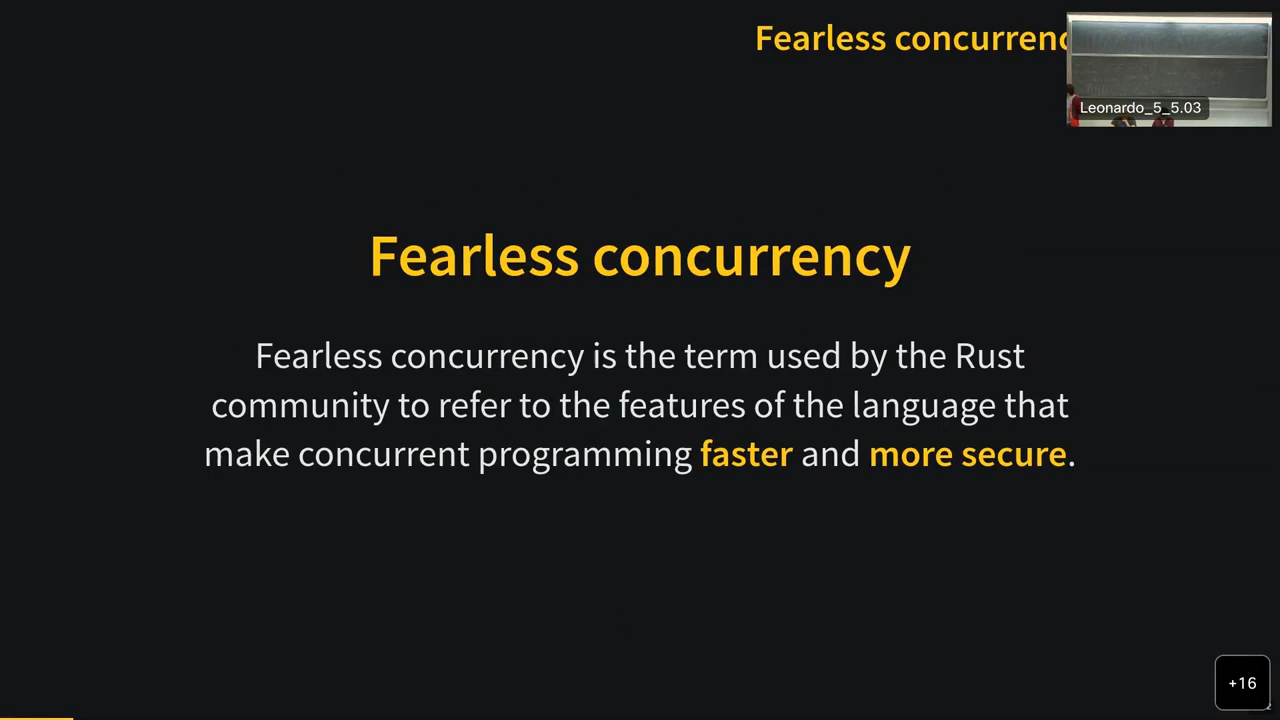 Fearless concurrenc
Leonardo_5_5.03
Fearless concurrency
Fearless concurrency is the term used by the Rust
community to refer to the features of the language that
make concurrent programming faster and more secure.
+16